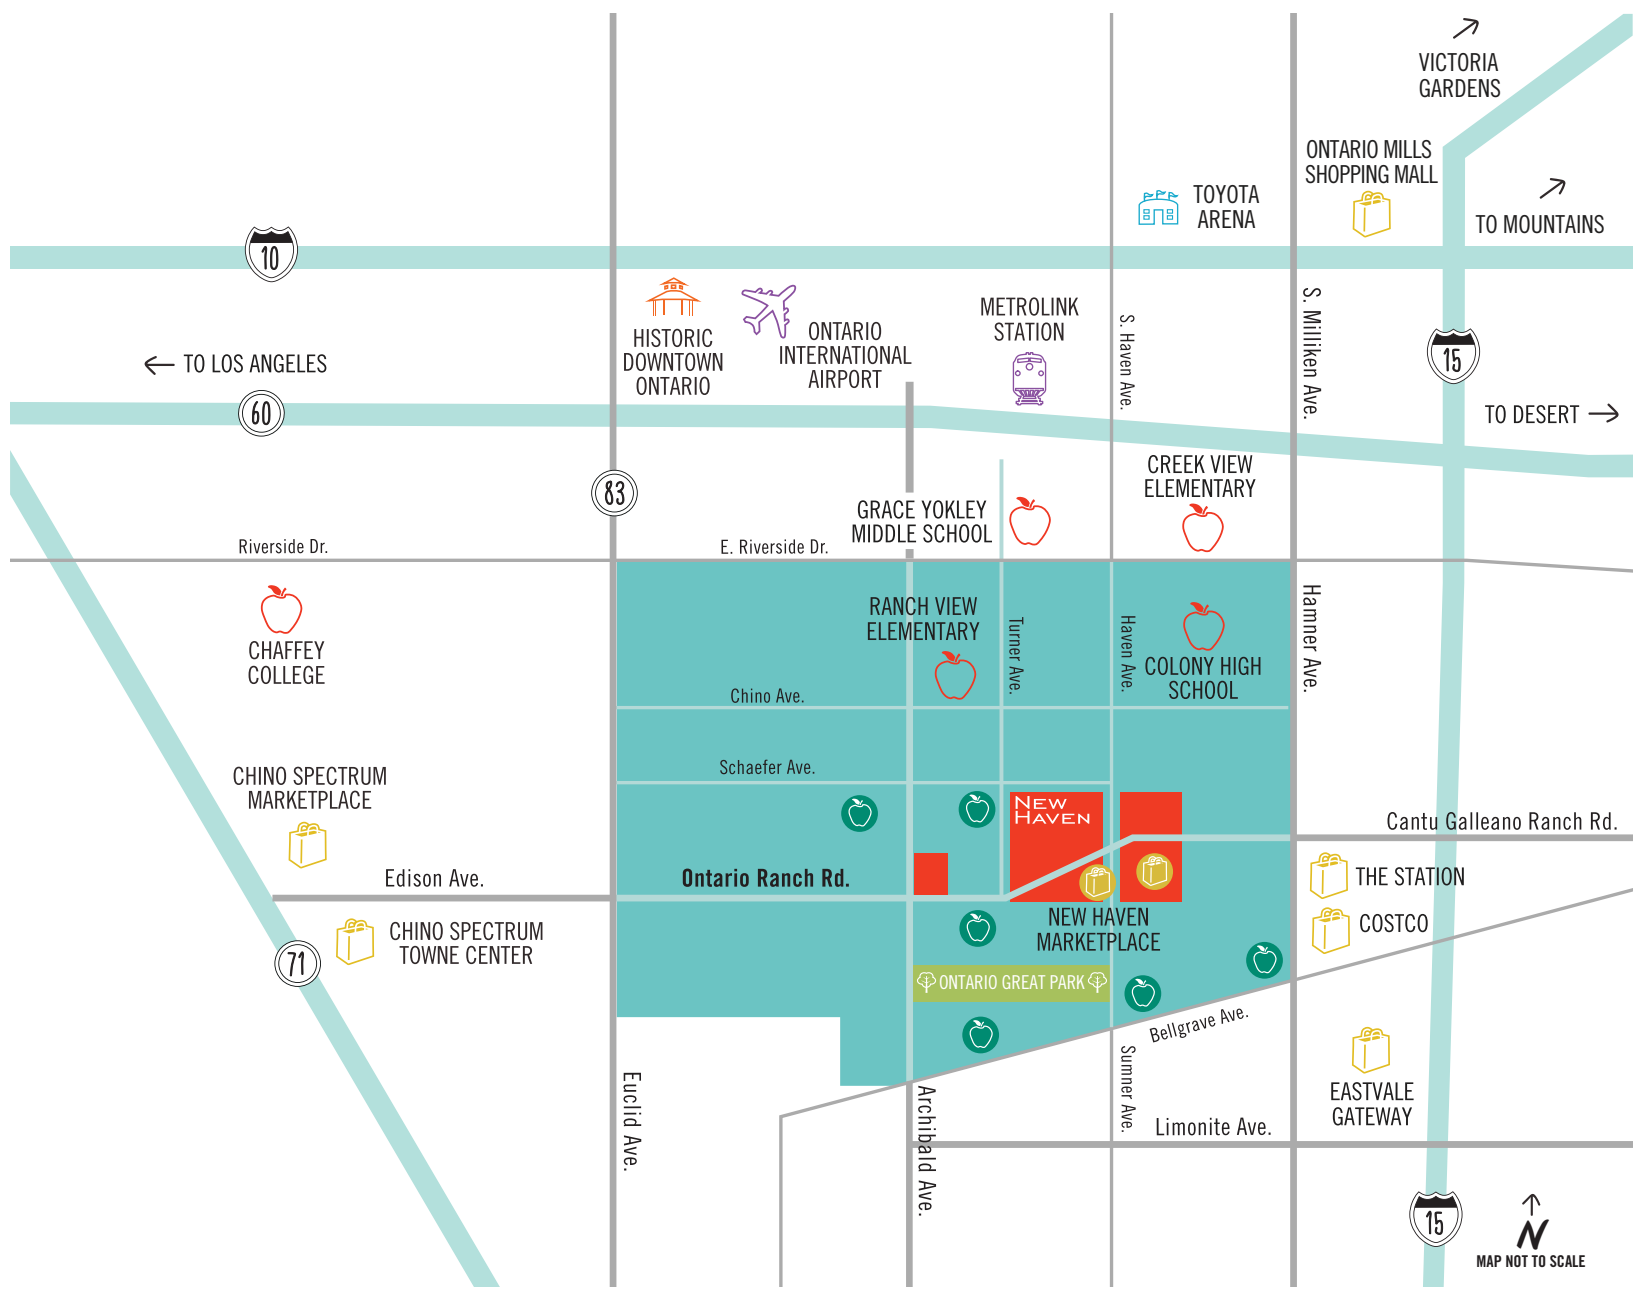 VICTORIA
GARDENS
ONTARIO MILLS
SHOPPING MALL
TOYOTA
ARENA
TO MOUNTAINS
10
HISTORIC
DOWNTOWN
ONTARIO
ONTARIO
INTERNATIONAL
AIRPORT
METROLINK
STATION
S. Haven Ave.
S. Milliken Ave.
15
TO LOS ANGELES
60
TO DESERT
83
GRACE YOKLEY
MIDDLE SCHOOL
CREEK VIEW
ELEMENTARY
Riverside Dr.
E. Riverside Dr.
CHAFFEY
COLLEGE
RANCH VIEW
ELEMENTARY
Turner Ave.
Haven Ave.
COLONY HIGH
SCHOOL
Hamner Ave.
Chino Ave.
Schaefer Ave.
CHINO SPECTRUM
MARKETPLACE
NEW
HAVEN
Cantu Galleano Ranch Rd.
Edison Ave.
Ontario Ranch Rd.
THE STATION
COSTCO
CHINO SPECTRUM
TOWNE CENTER
NEW HAVEN
MARKETPLACE
71
ONTARIO GREAT PARK
Bellgrave Ave.
Euclid Ave.
Archibald Ave.
Sumner Ave.
Limonite Ave.
EASTVALE
GATEWAY
15
N
MAP NOT TO SCALE